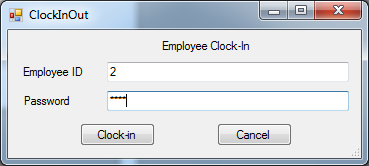 ClockInOut
Employee Clock-In
Employee ID 2
Password ****
Clock-in Cancel